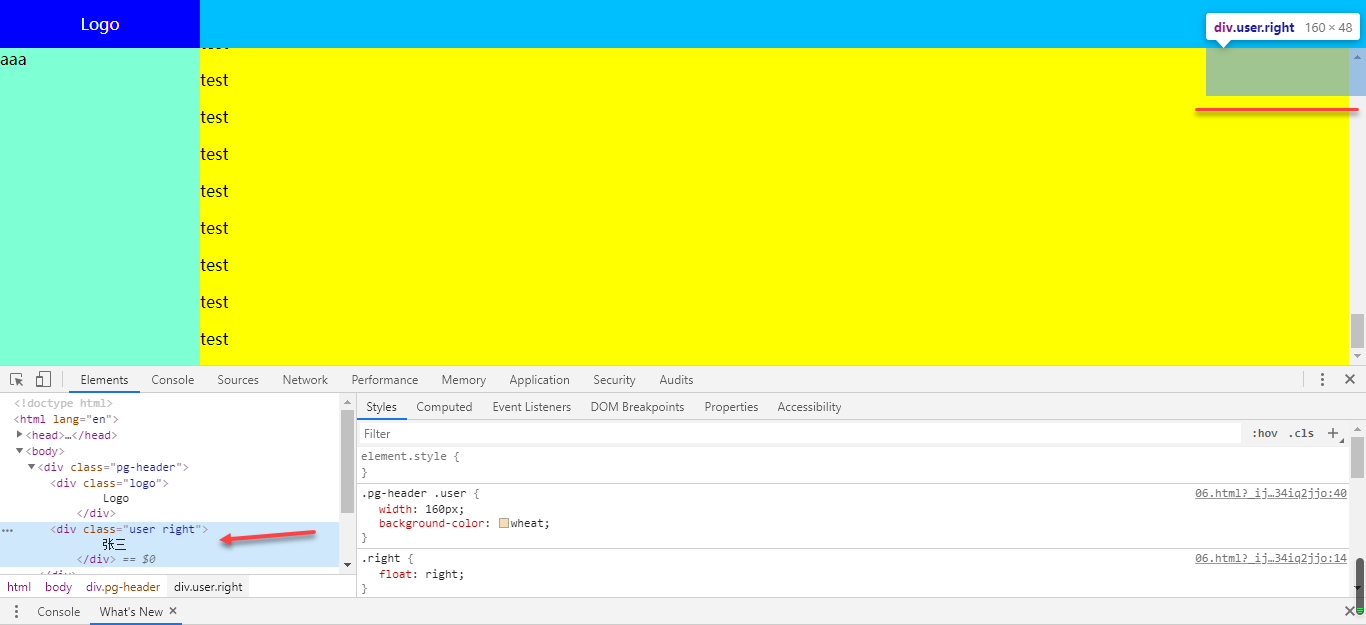 Logo
div.user.right 160 × 48
aaa
test
test
test
test
test
test
test
test
Elements Console Sources Network Performance Memory Application Security Audits
<!doctype html>
<html lang="en">
<head>…</head>
<body>
<div class="pg-header">
<div class="logo">
Logo
</div>
<div class="user right">
张三
</div> == $0
html body div.pg-header div.user.right
Styles Computed Event Listeners DOM Breakpoints Properties Accessibility
Filter :hov .cls +
element.style {
}
.pg-header .user { 06.html?_ij…34iq2jjo:40
width: 160px;
background-color: wheat;
}
.right { 06.html?_ij…34iq2jjo:14
float: right;
}
Console What's New